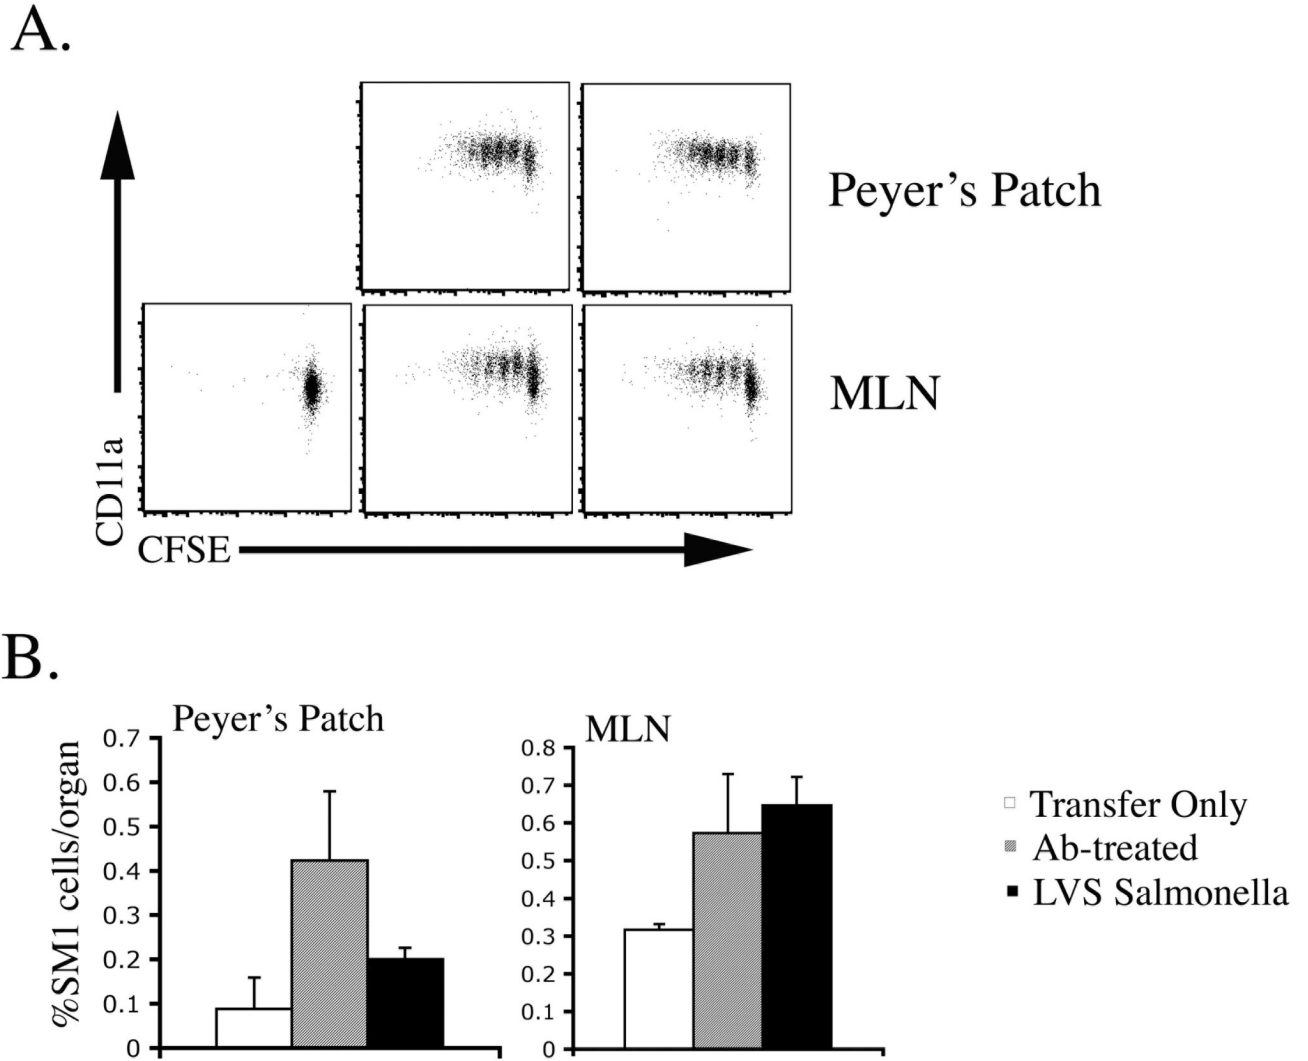 A.
Peyer’s Patch
MLN
CD11a
CFSE
B.
Peyer’s Patch
%SM1 cells/organ
0.7
0.6
0.5
0.4
0.3
0.2
0.1
0
MLN
0.8
0.7
0.6
0.5
0.4
0.3
0.2
0.1
0
Transfer Only
Ab-treated
LVS Salmonella